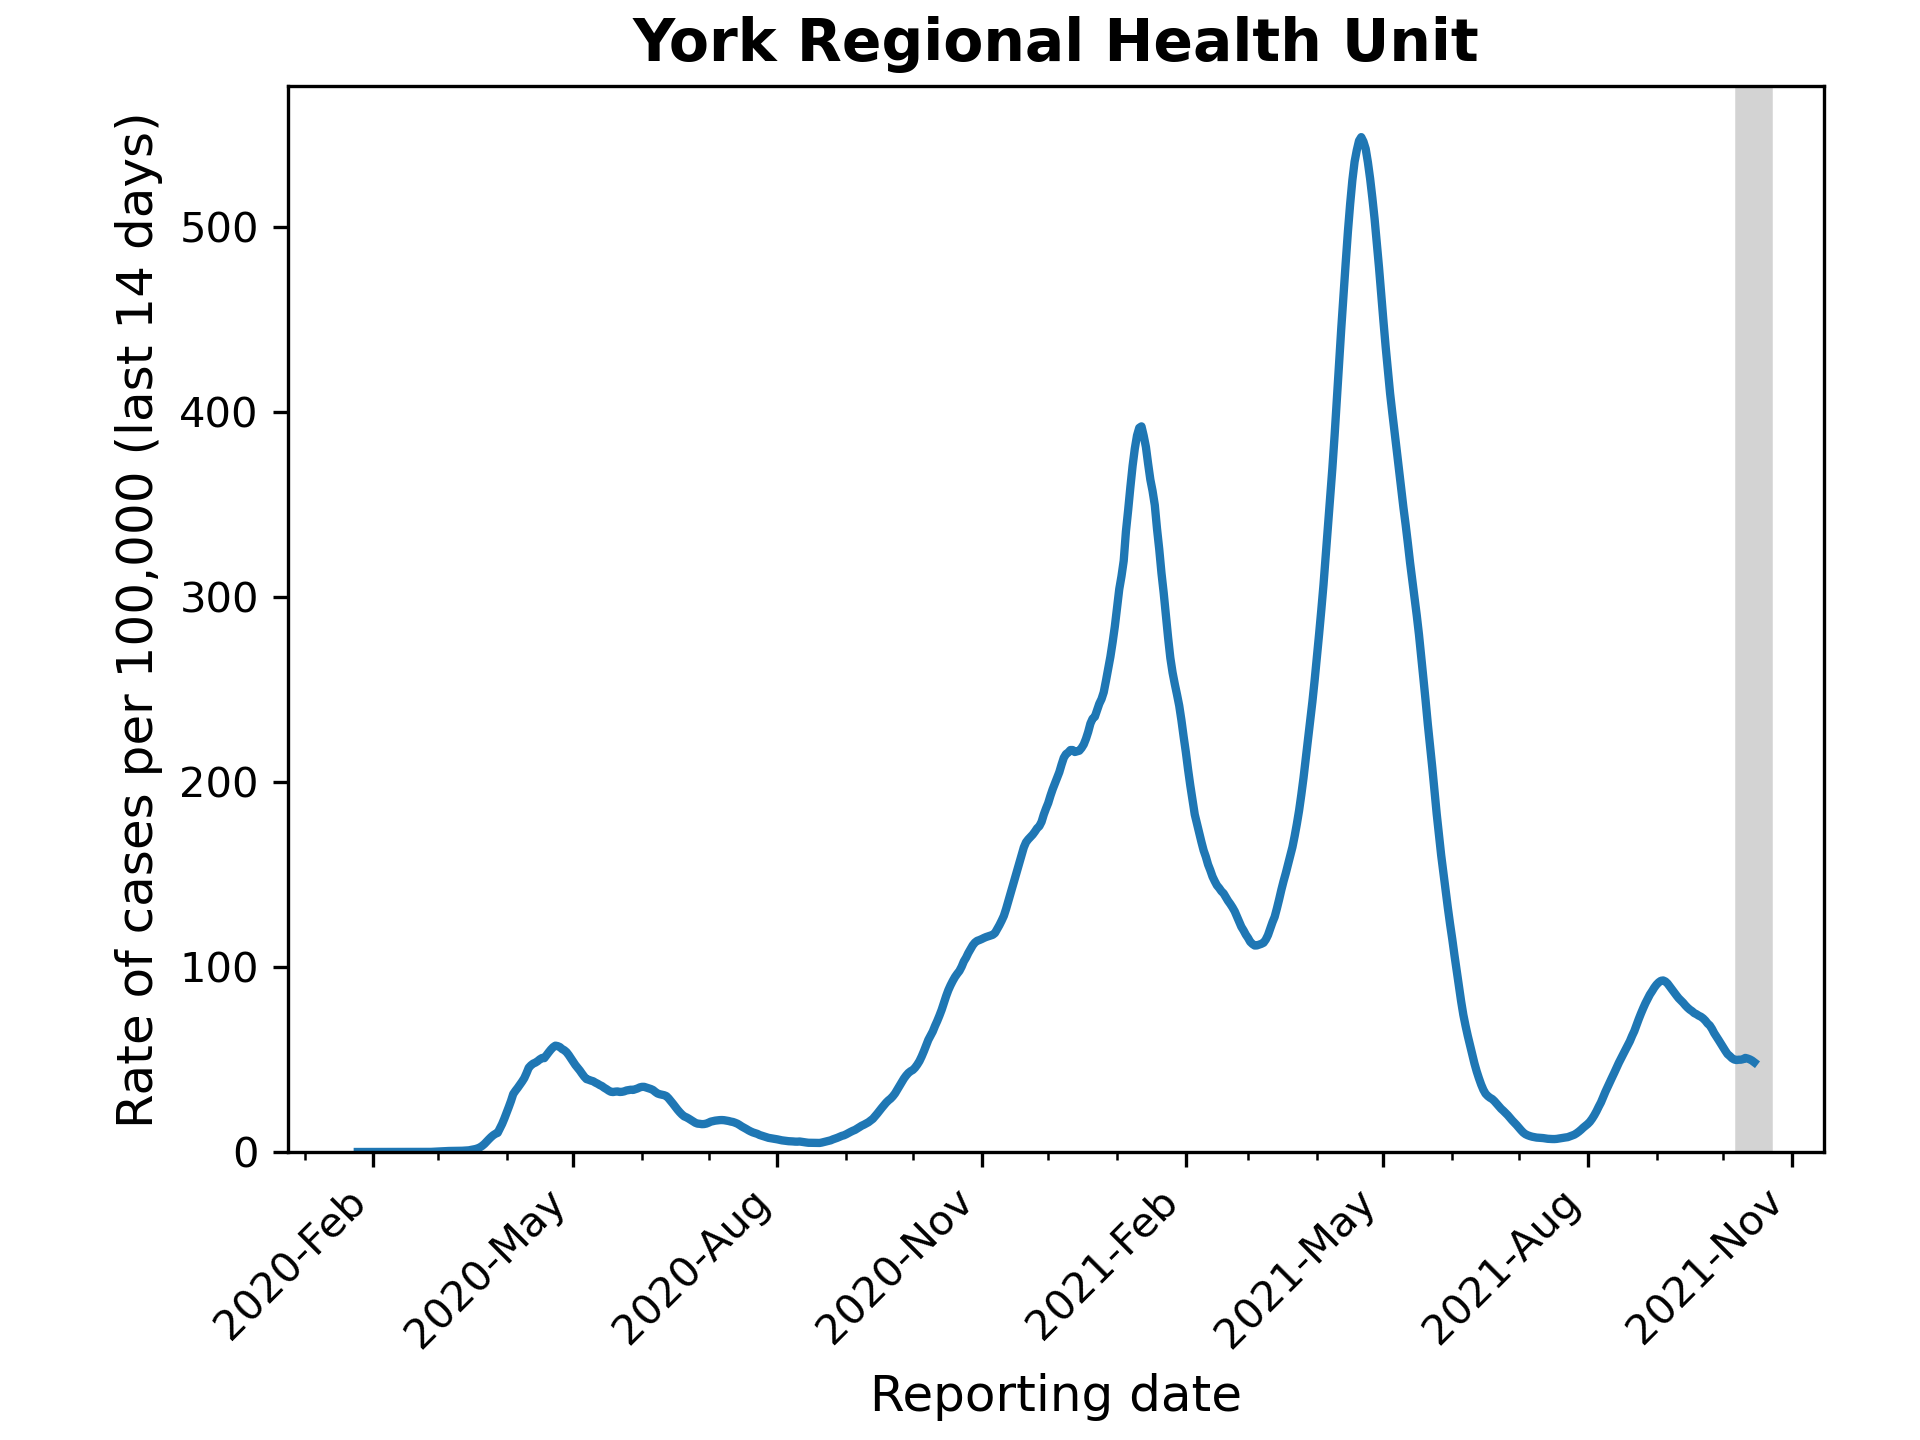 York Regional Health Unit
Rate of cases per 100,000 (last 14 days)
500
400
300
200
100
0
2020-Feb
2020-May
2020-Aug
2020-Nov
2021-Feb
2021-May
2021-Aug
2021-Nov
Reporting date